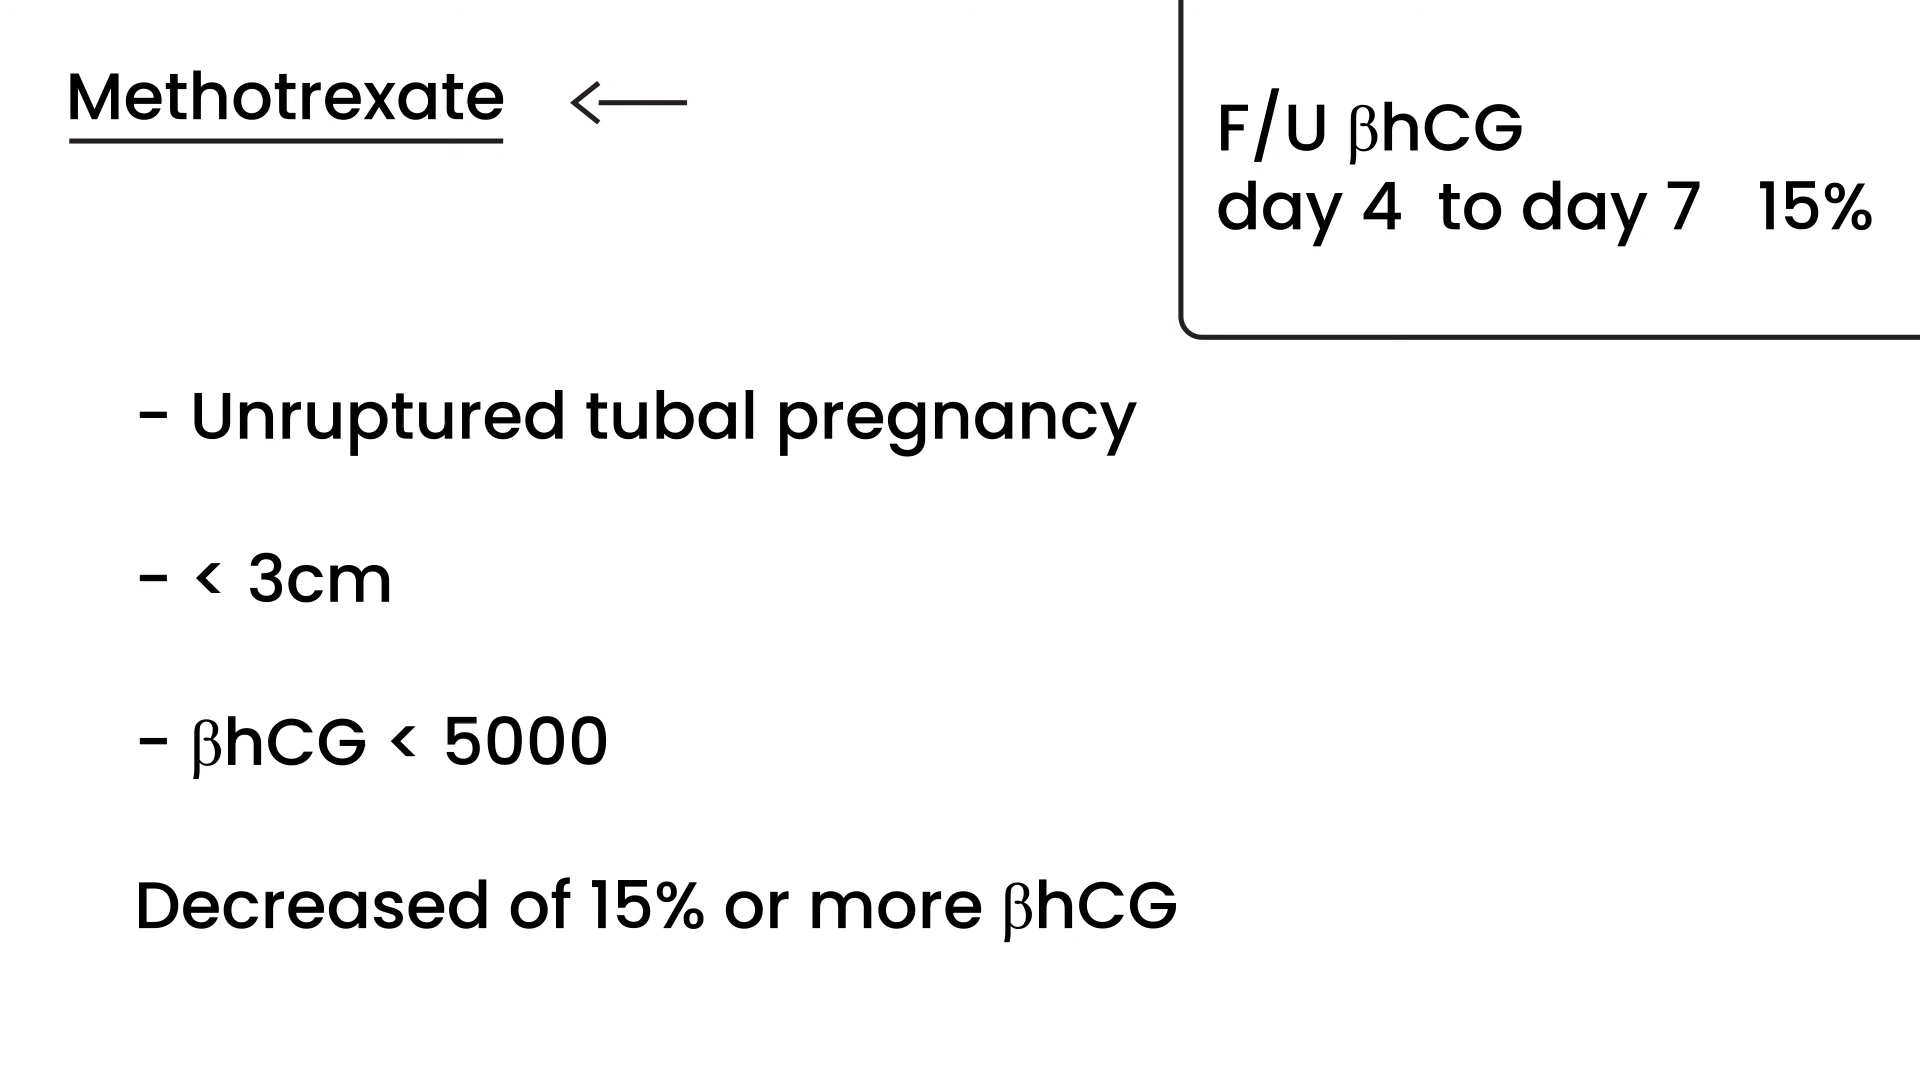 Methotrexate
F/U βhCG
day 4 to day 7 15%
- Unruptured tubal pregnancy
- < 3cm
- βhCG < 5000
Decreased of 15% or more βhCG